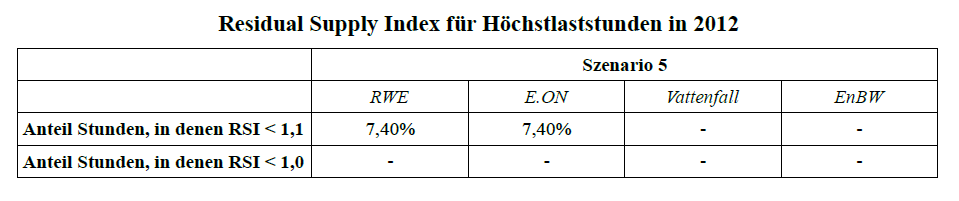 Residual Supply Index für Höchstlaststunden in 2012
Szenario 5
RWE E.ON Vattenfall EnBW
Anteil Stunden, in denen RSI < 1,1 7,40% 7,40% - -
Anteil Stunden, in denen RSI < 1,0 - - - -